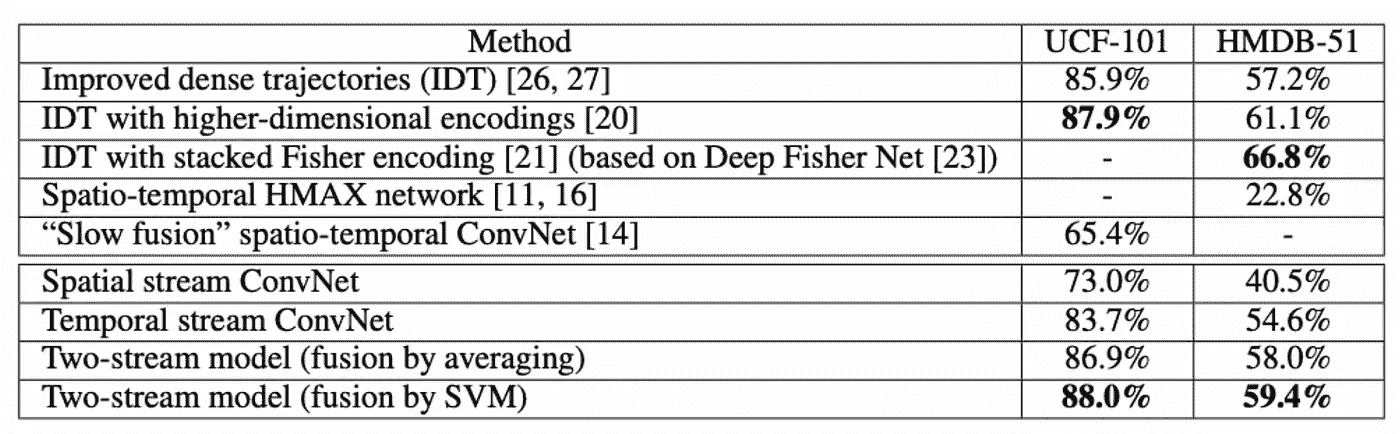 Method UCF-101 HMDB-51
Improved dense trajectories (IDT) [26, 27] 85.9% 57.2%
IDT with higher-dimensional encodings [20] 87.9% 61.1%
IDT with stacked Fisher encoding [21] (based on Deep Fisher Net [23]) - 66.8%
Spatio-temporal HMAX network [11, 16] - 22.8%
“Slow fusion” spatio-temporal ConvNet [14] 65.4% -
Spatial stream ConvNet 73.0% 40.5%
Temporal stream ConvNet 83.7% 54.6%
Two-stream model (fusion by averaging) 86.9% 58.0%
Two-stream model (fusion by SVM) 88.0% 59.4%